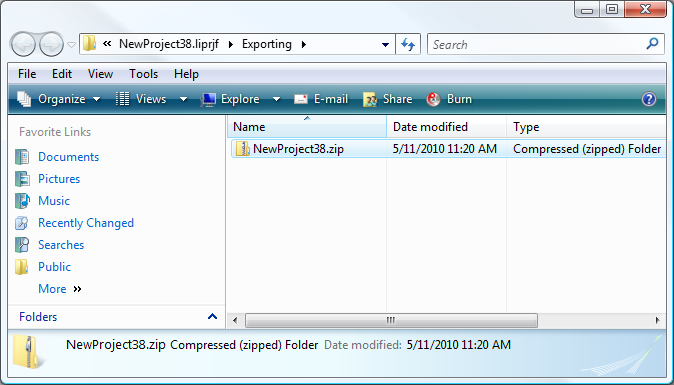 « NewProject38.liprjf ▸ Exporting ▸ Search
File Edit View Tools Help
Organize Views Explore E-mail Share Burn
Favorite Links
Documents
Pictures
Music
Recently Changed
Searches
Public
More »
Folders
Name Date modified Type
NewProject38.zip 5/11/2010 11:20 AM Compressed (zipped) Folder
NewProject38.zip Compressed (zipped) Folder Date modified: 5/11/2010 11:20 AM